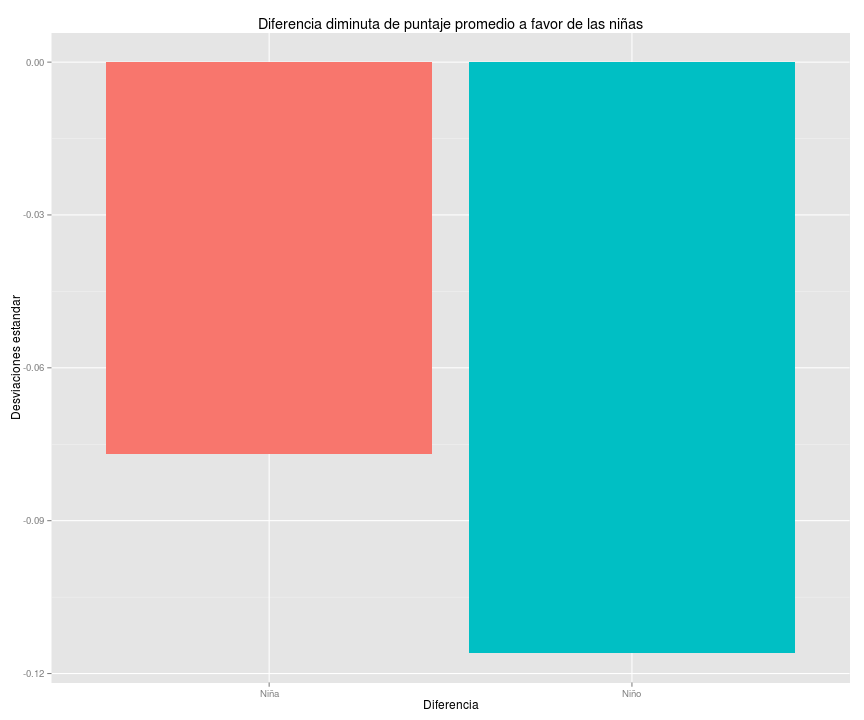 Diferencia diminuta de puntaje promedio a favor de las niñas
0.00
-0.03
-0.06
-0.09
-0.12
Desviaciones estandar
Niña
Niño
Diferencia